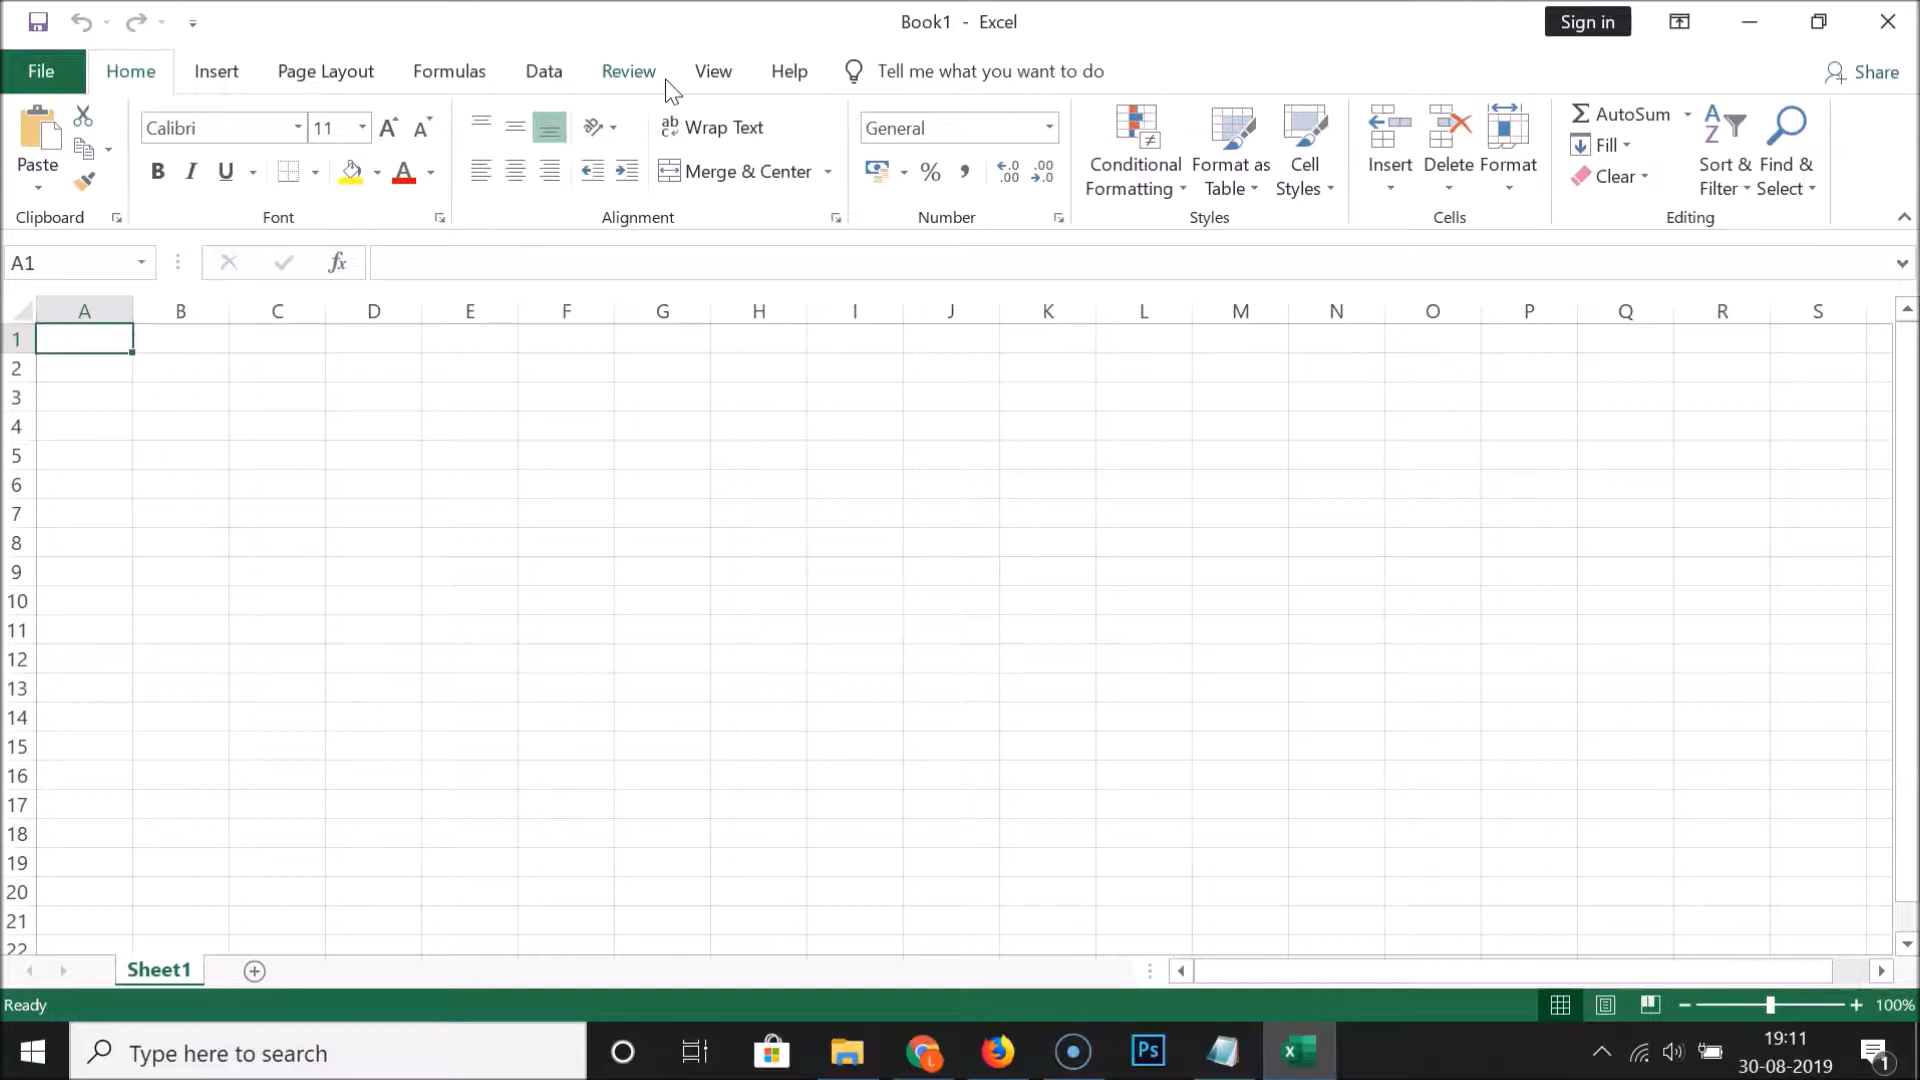 Book1 - Excel
Sign in
File Home Insert Page Layout Formulas Data Review View Help Tell me what you want to do Share
Paste
Calibri 11
Wrap Text
Merge & Center
General
Conditional Formatting
Format as Table
Cell Styles
Insert
Delete
Format
AutoSum
Fill
Clear
Sort & Filter
Find & Select
Clipboard Font Alignment Number Styles Cells Editing
A1 fx
A B C D E F G H I J K L M N O P Q R S
1
2
3
4
5
6
7
8
9
10
11
12
13
14
15
16
17
18
19
20
21
22
Sheet1
Ready
100%
Type here to search
Ps
19:11
30-08-2019
1